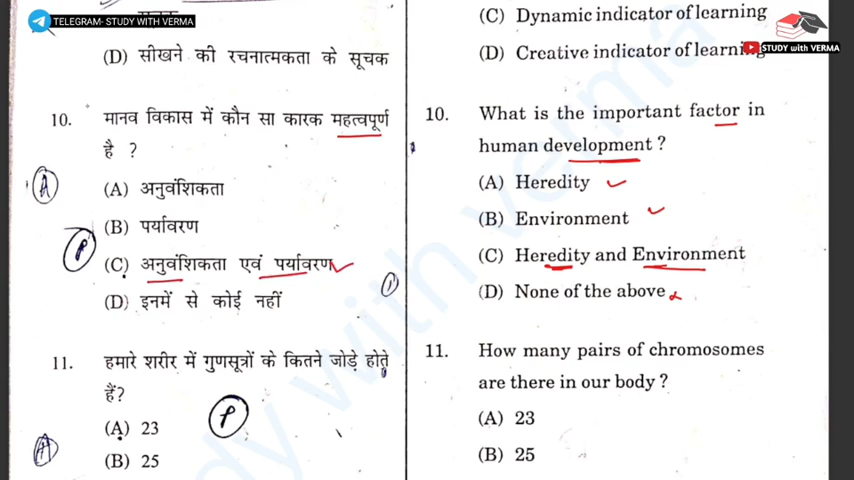 TELEGRAM- STUDY WITH VERMA
STUDY with VERMA
(D) सीखने की रचनात्मकता के सूचक
10. मानव विकास में कौन सा कारक महत्वपूर्ण
है ?
(A) अनुवंशिकता
(B) पर्यावरण
(C) अनुवंशिकता एवं पर्यावरण
(D) इनमें से कोई नहीं
11. हमारे शरीर में गुणसूत्रों के कितने जोड़े होते
हैं?
(A) 23
(B) 25
(C) Dynamic indicator of learning
(D) Creative indicator of learning
10. What is the important factor in
human development ?
(A) Heredity
(B) Environment
(C) Heredity and Environment
(D) None of the above
11. How many pairs of chromosomes
are there in our body ?
(A) 23
(B) 25
Study with verma